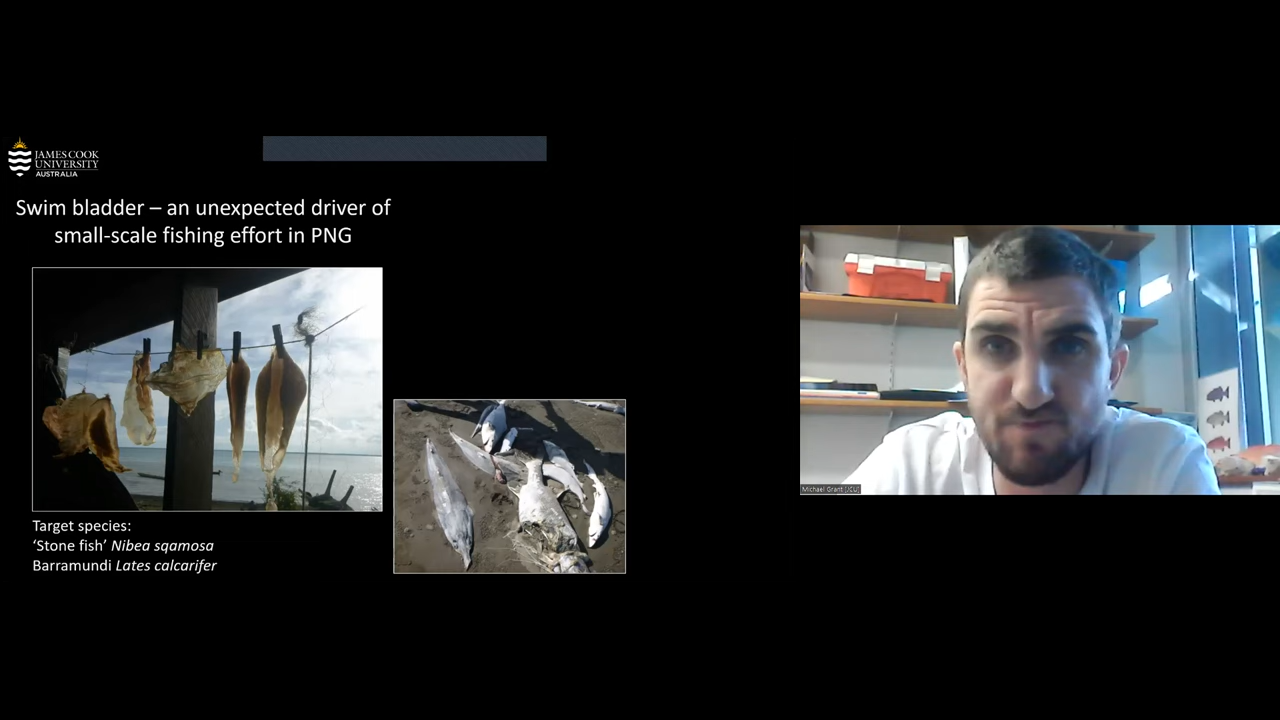 JAMES COOK
UNIVERSITY
AUSTRALIA
Swim bladder – an unexpected driver of
small-scale fishing effort in PNG
Target species:
‘Stone fish’ Nibea sqamosa
Barramundi Lates calcarifer
Michael Grant (JCU)